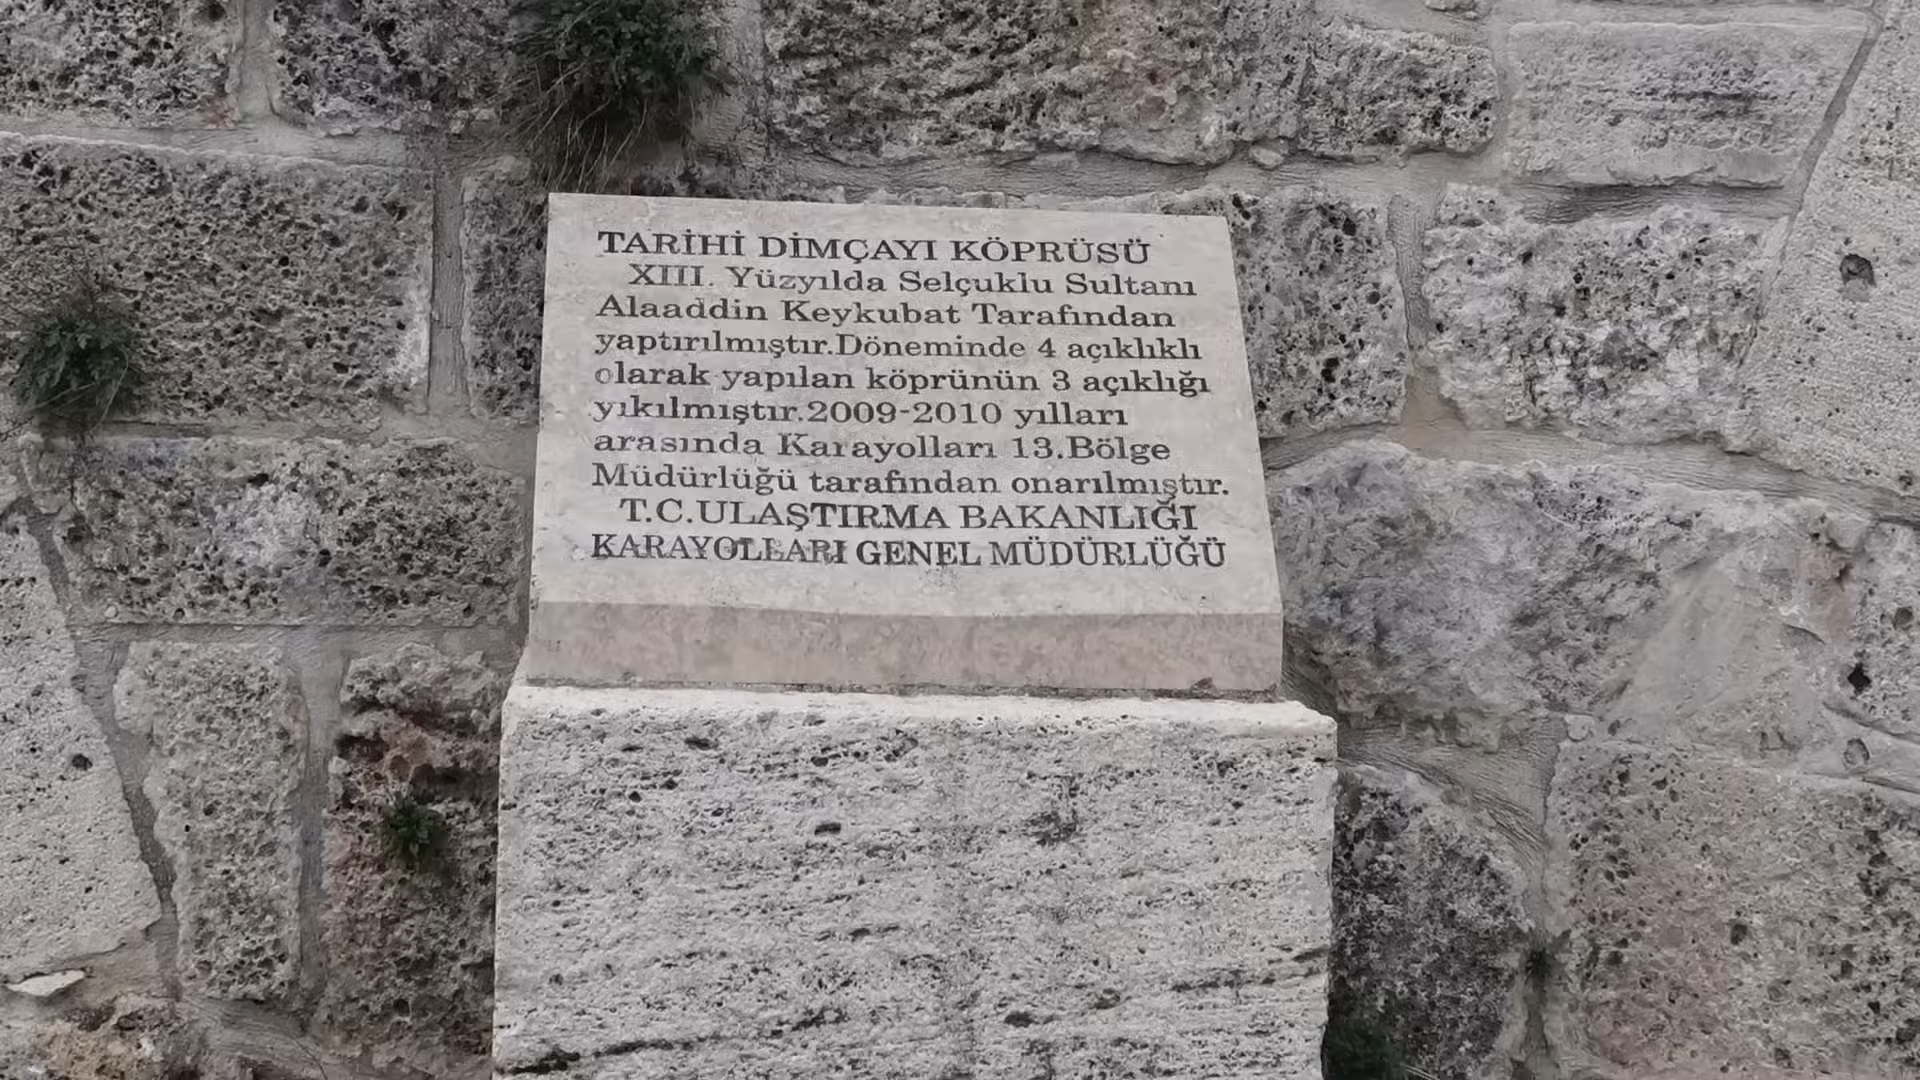 TARİHİ DİMÇAYI KÖPRÜSÜ
XIII. Yüzyılda Selçuklu Sultanı
Alaaddin Keykubat Tarafından
yaptırılmıştır.Döneminde 4 açıklıklı
olarak yapılan köprünün 3 açıklığı
yıkılmıştır.2009-2010 yılları
arasında Karayolları 13.Bölge
Müdürlüğü tarafından onarılmıştır.
T.C.ULAŞTIRMA BAKANLIĞI
KARAYOLLARI GENEL MÜDÜRLÜĞÜ